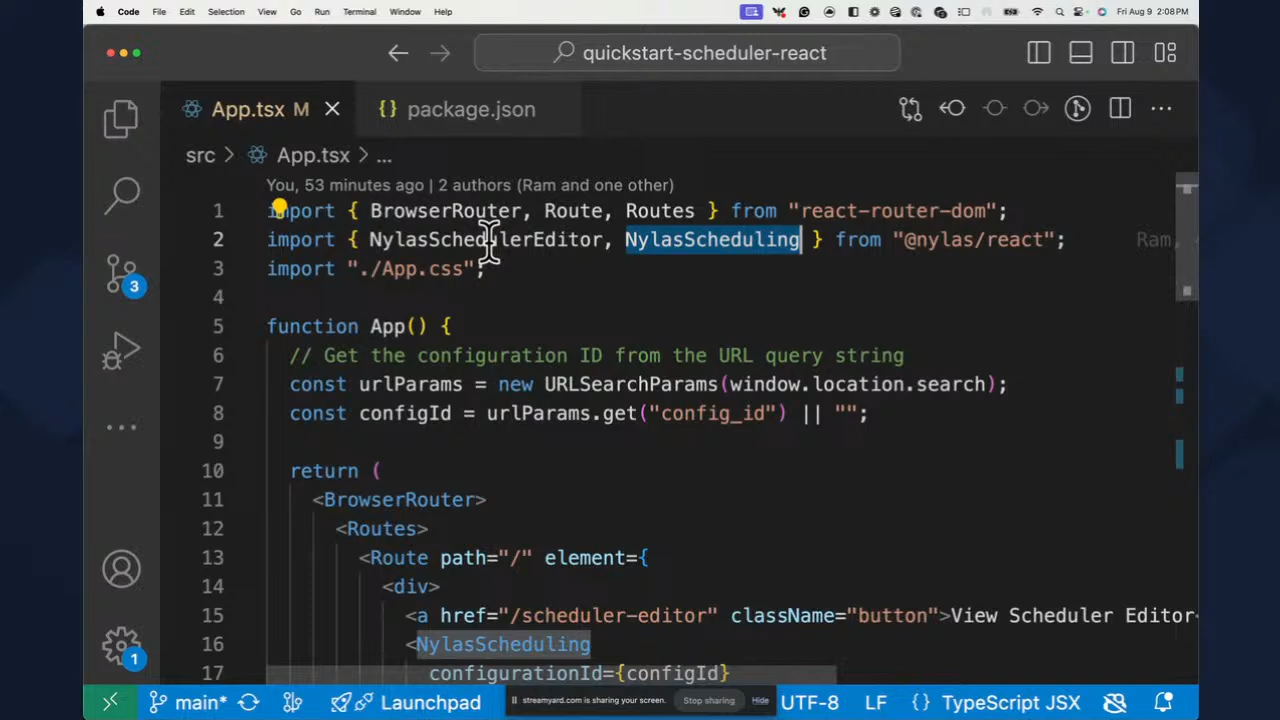 Code File Edit Selection View Go Run Terminal Window Help Fri Aug 9 2:08 PM
quickstart-scheduler-react
App.tsx M {} package.json
src > App.tsx > ...
You, 53 minutes ago | 2 authors (Ram and one other)
1 import { BrowserRouter, Route, Routes } from "react-router-dom";
2 import { NylasSchedulerEditor, NylasScheduling } from "@nylas/react"; Ram,
3 import "./App.css";
4
5 function App() {
6 // Get the configuration ID from the URL query string
7 const urlParams = new URLSearchParams(window.location.search);
8 const configId = urlParams.get("config_id") || "";
9
10 return (
11 <BrowserRouter>
12 <Routes>
13 <Route path="/" element={
14 <div>
15 <a href="/scheduler-editor" className="button">View Scheduler Editor<
16 <NylasScheduling
17 configurationId={configId}
3
1
main* Launchpad streamyard.com is sharing your screen. Stop sharing Hide UTF-8 LF {} TypeScript JSX